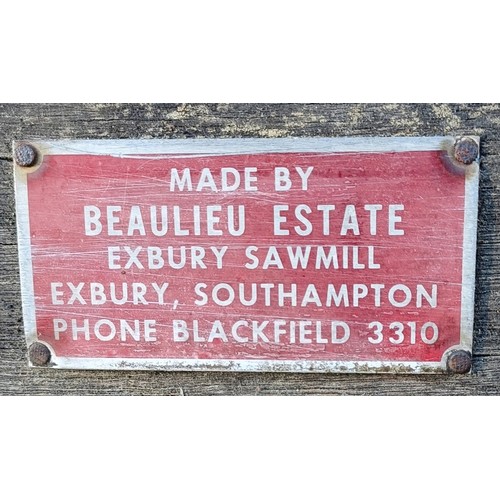 MADE BY
BEAULIEU ESTATE
EXBURY SAWMILL
EXBURY, SOUTHAMPTON
PHONE BLACKFIELD 3310